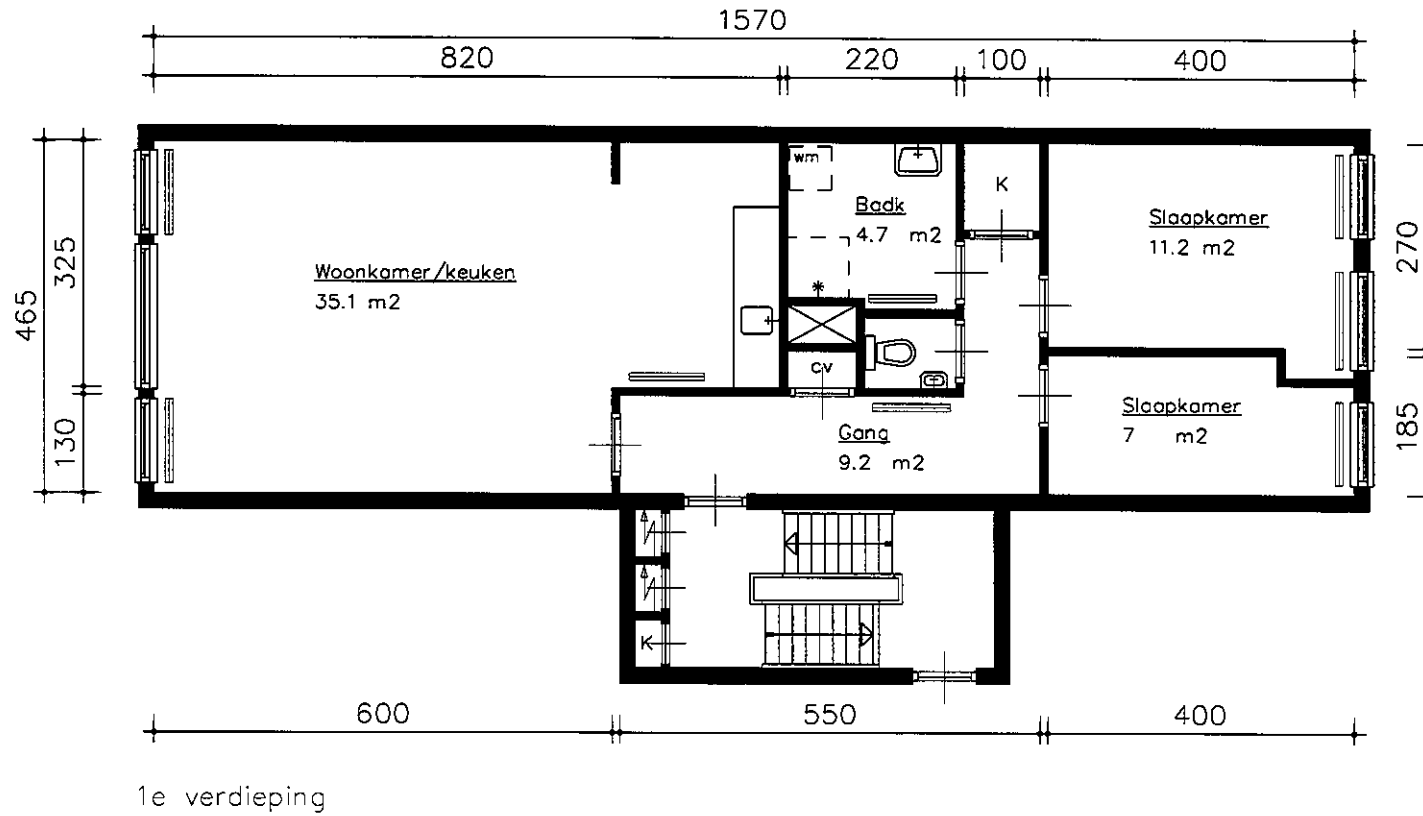 1570
820 220 100 400
wm
K
Badk
4.7 m2
Slaapkamer
11.2 m2
270
325
465
Woonkamer/keuken
35.1 m2
*
cv
Slaapkamer
7 m2
185
130
Gang
9.2 m2
K
600 550 400
1e verdieping